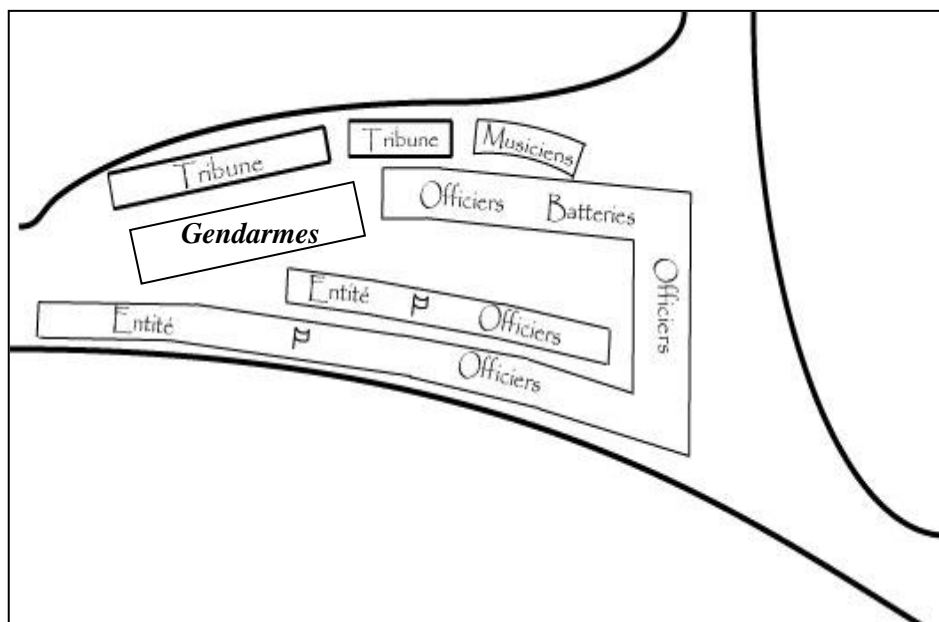 Tribune
Tribune
Musiciens
Officiers Batteries
Gendarmes
Officiers
Entité Officiers
Entité Officiers